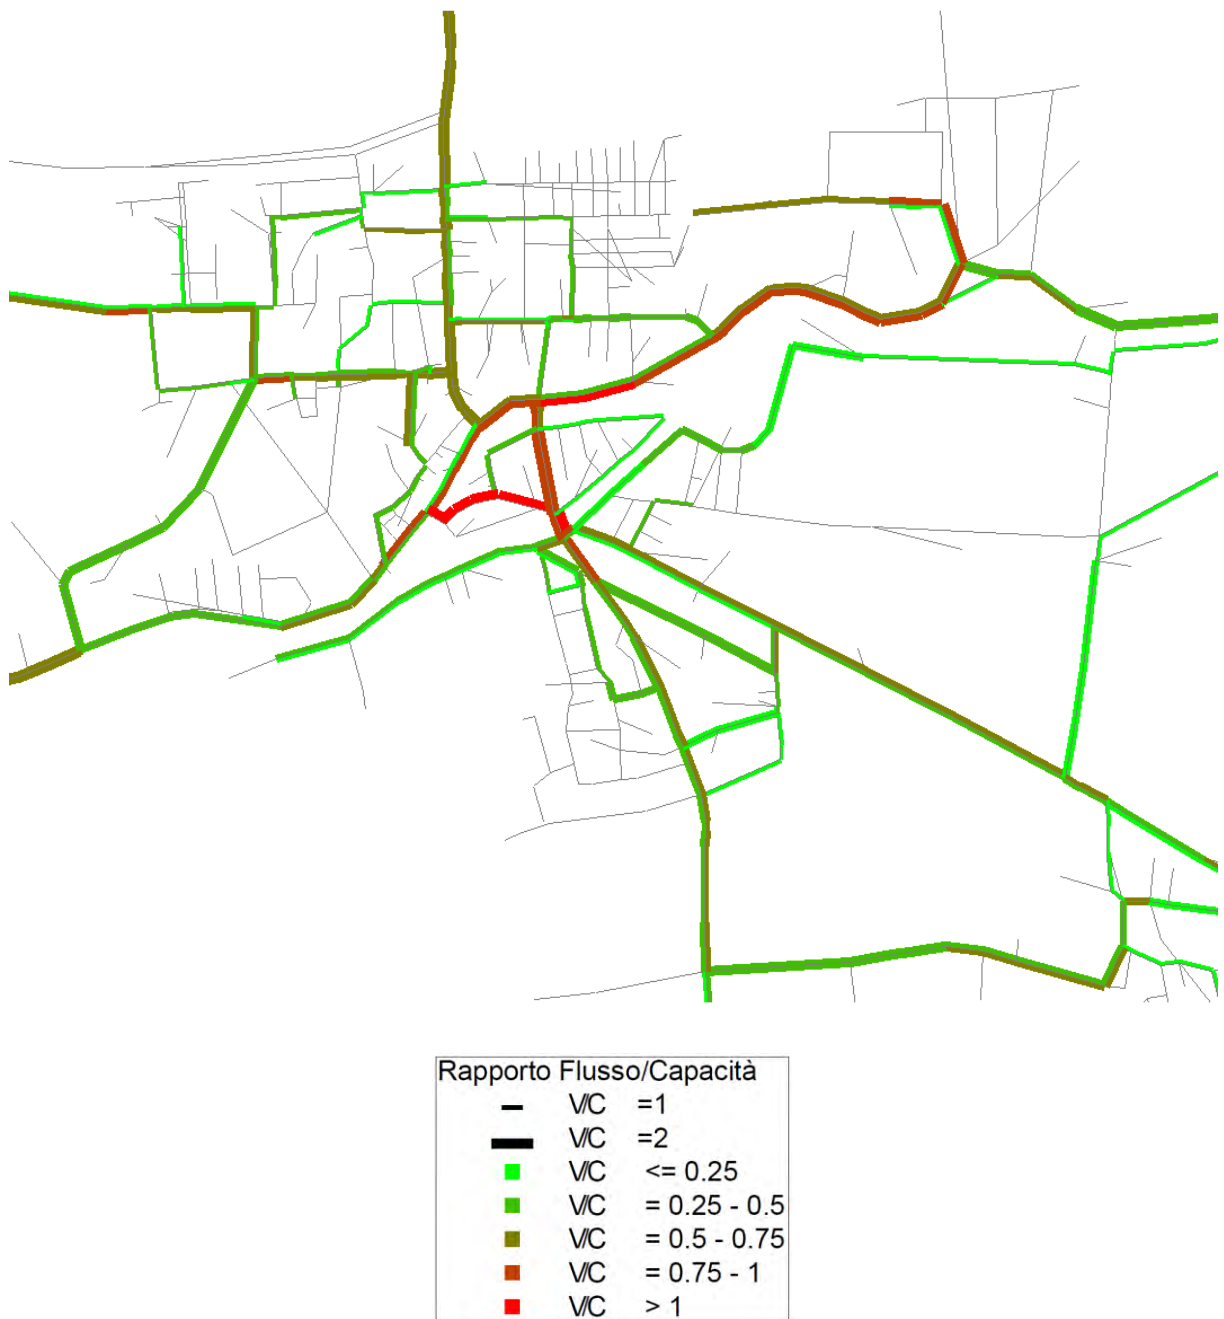 Rapporto Flusso/Capacità
V/C =1
V/C =2
V/C <= 0.25
V/C = 0.25 - 0.5
V/C = 0.5 - 0.75
V/C = 0.75 - 1
V/C > 1